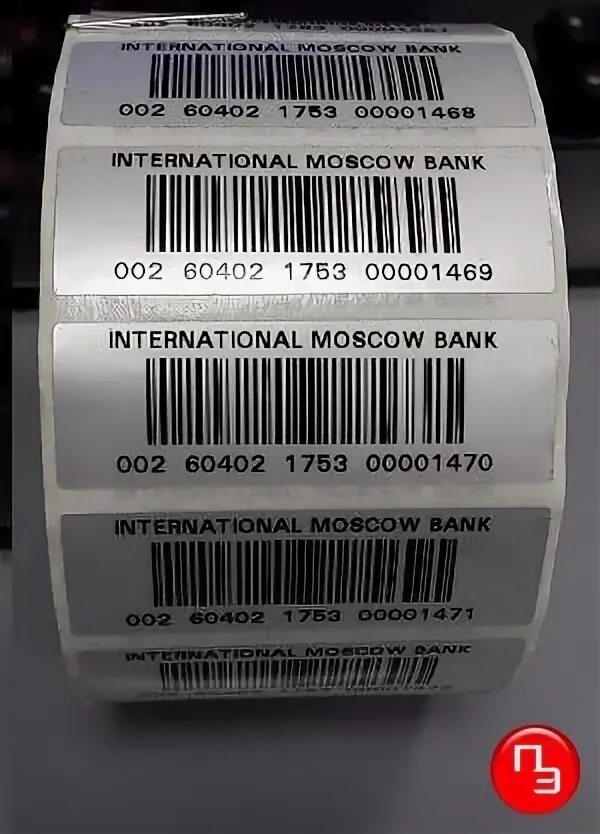 INTERNATIONAL MOSCOW BANK
002 60402 1753 00001468
INTERNATIONAL MOSCOW BANK
002 60402 1753 00001469
INTERNATIONAL MOSCOW BANK
002 60402 1753 00001470
INTERNATIONAL MOSCOW BANK
002 60402 1753 00001471
INTERNATIONAL MOSCOW BANK
ПЭ